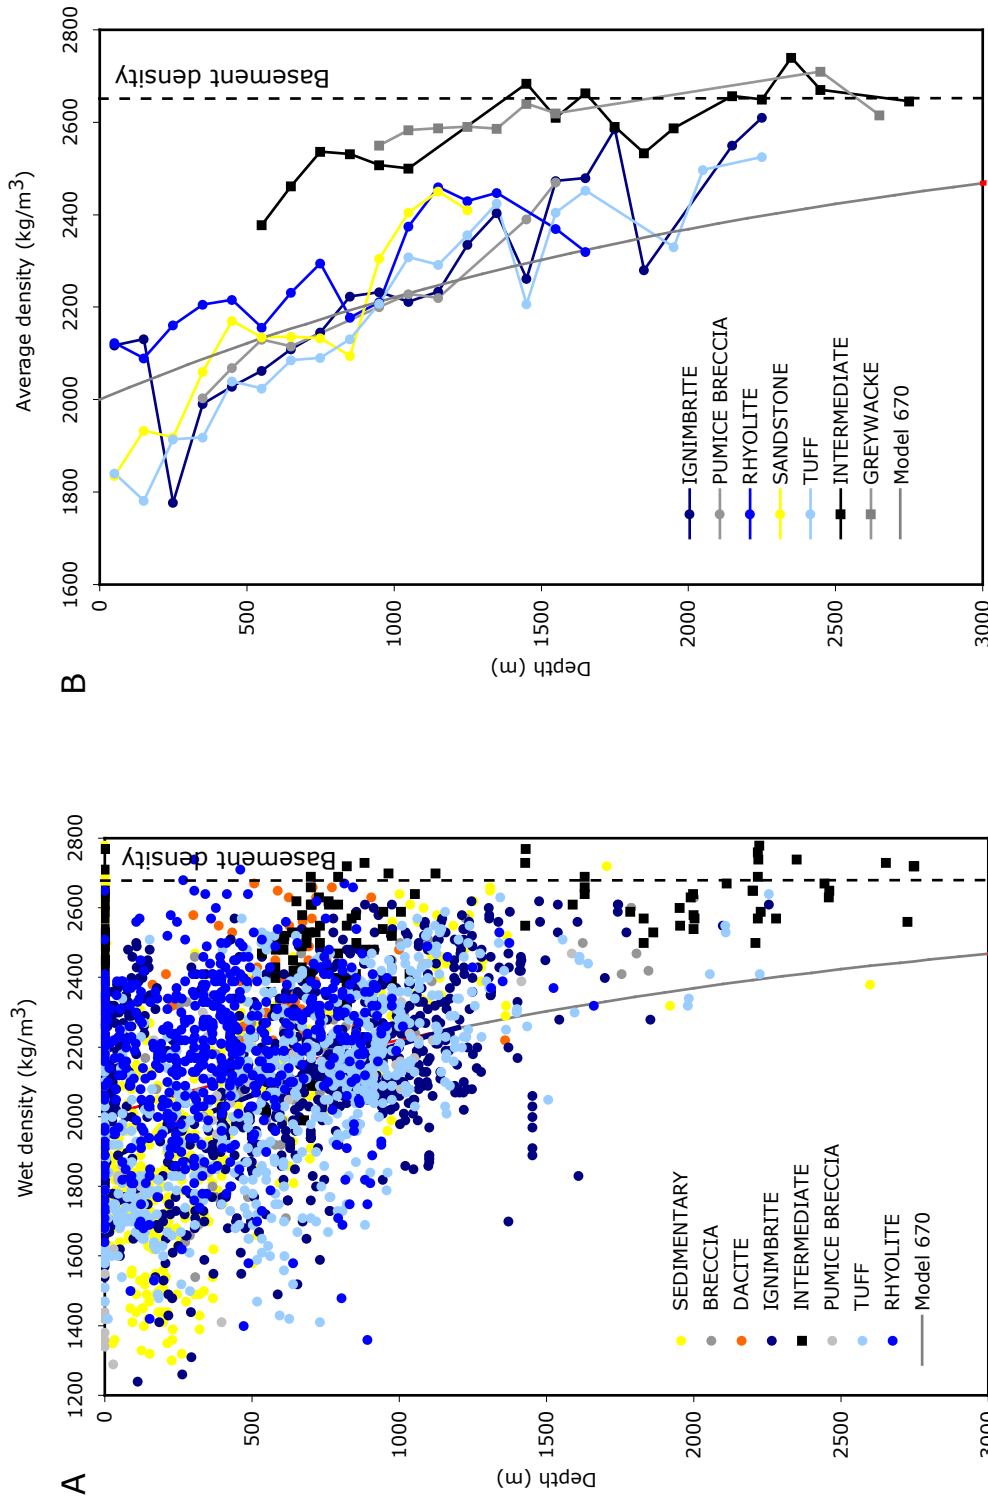 A
Wet density (kg/m3)
1200
1400
1600
1800
2000
2200
2400
2600
2800
0
500
1000
1500
2000
2500
3000
Depth (m)
Basement
density
SEDIMENTARY
BRECCIA
DACITE
IGNIMBRITE
INTERMEDIATE
PUMICE BRECCIA
TUFF
RHYOLITE
Model 670
B
Average density (kg/m3)
1600
1800
2000
2200
2400
2600
2800
0
500
1000
1500
2000
2500
3000
Depth (m)
Basement
density
IGNIMBRITE
PUMICE BRECCIA
RHYOLITE
SANDSTONE
TUFF
INTERMEDIATE
GREYWACKE
Model 670